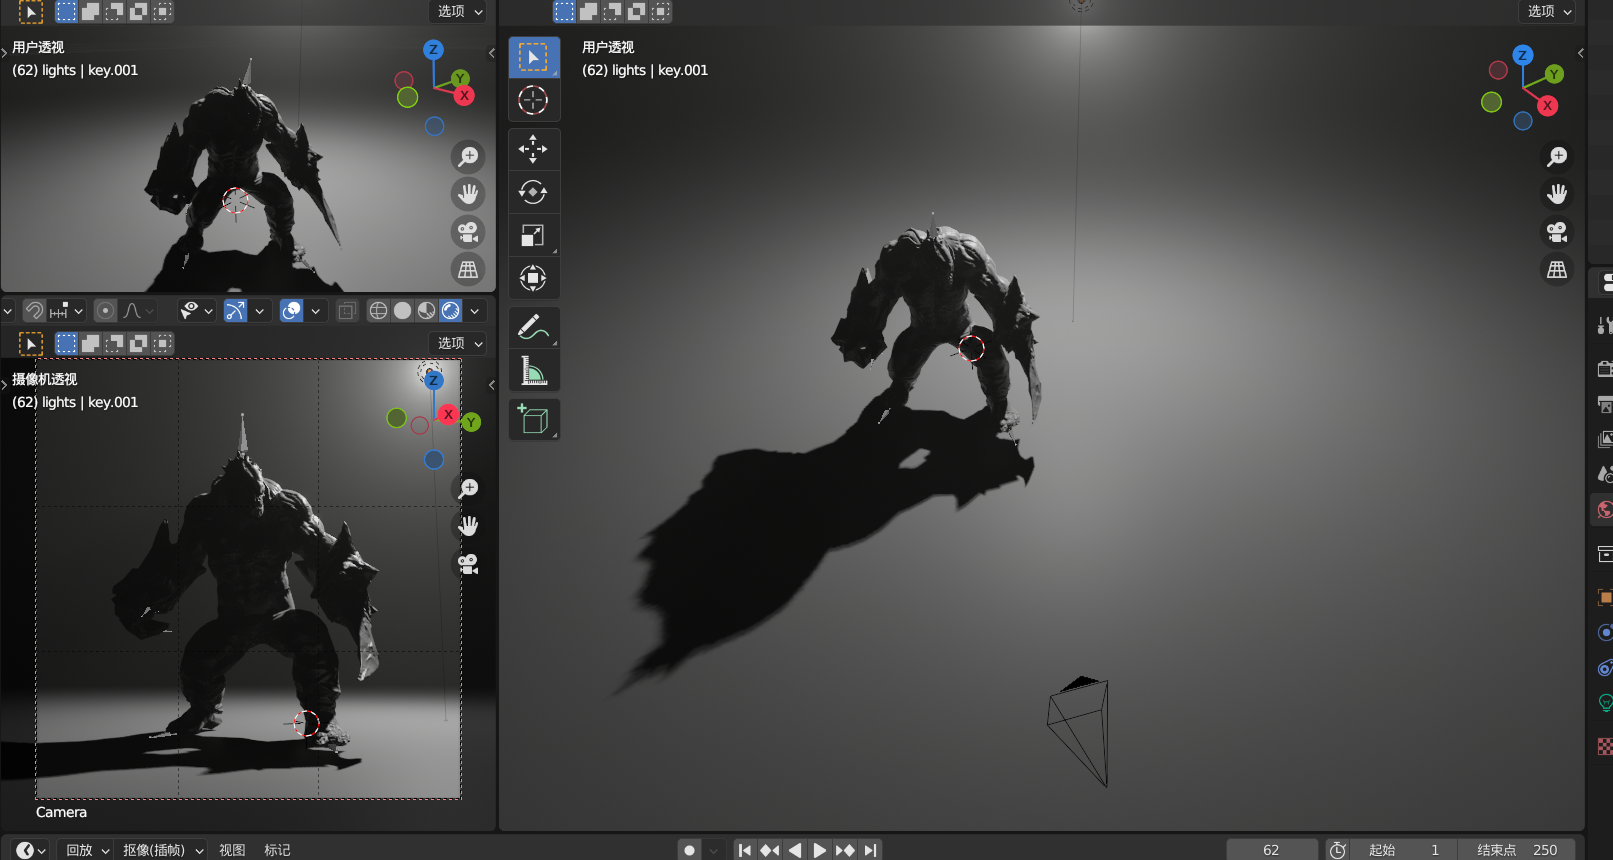 选项
选项
用户透视
(62) lights | key.001
Z
Y
X
用户透视
(62) lights | key.001
Z
Y
X
选项
摄像机透视
(62) lights | key.001
Z
X
Y
Camera
回放 抠像(插帧) 视图 标记
62 起始 1 结束点 250